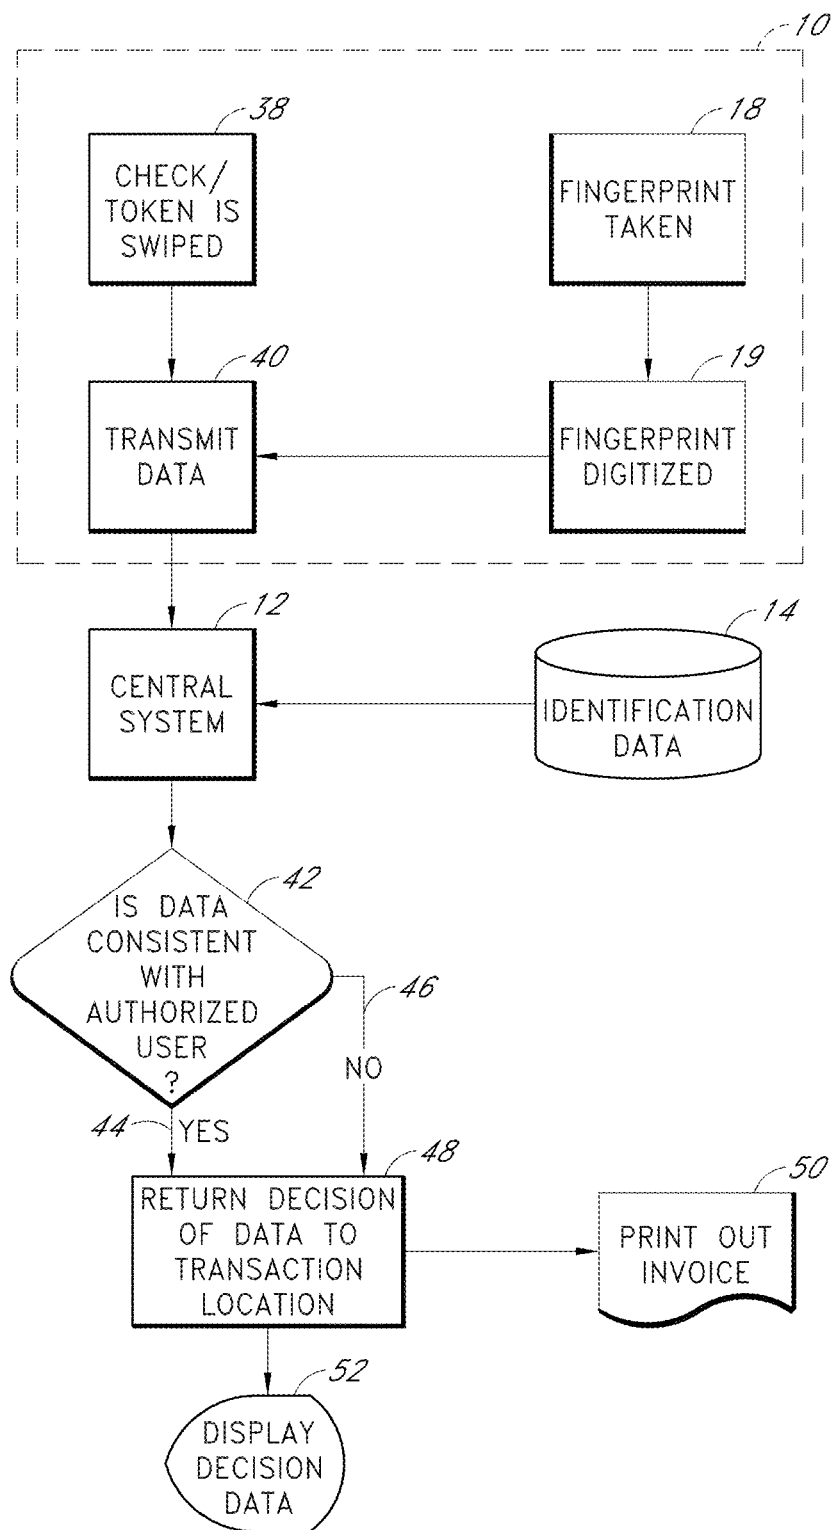 10
38
CHECK/
TOKEN IS
SWIPED
18
FINGERPRINT
TAKEN
40
TRANSMIT
DATA
19
FINGERPRINT
DIGITIZED
12
CENTRAL
SYSTEM
14
IDENTIFICATION
DATA
42
IS DATA
CONSISTENT
WITH
AUTHORIZED
USER
?
46
NO
44
YES
48
RETURN DECISION
OF DATA TO
TRANSACTION
LOCATION
50
PRINT OUT
INVOICE
52
DISPLAY
DECISION
DATA